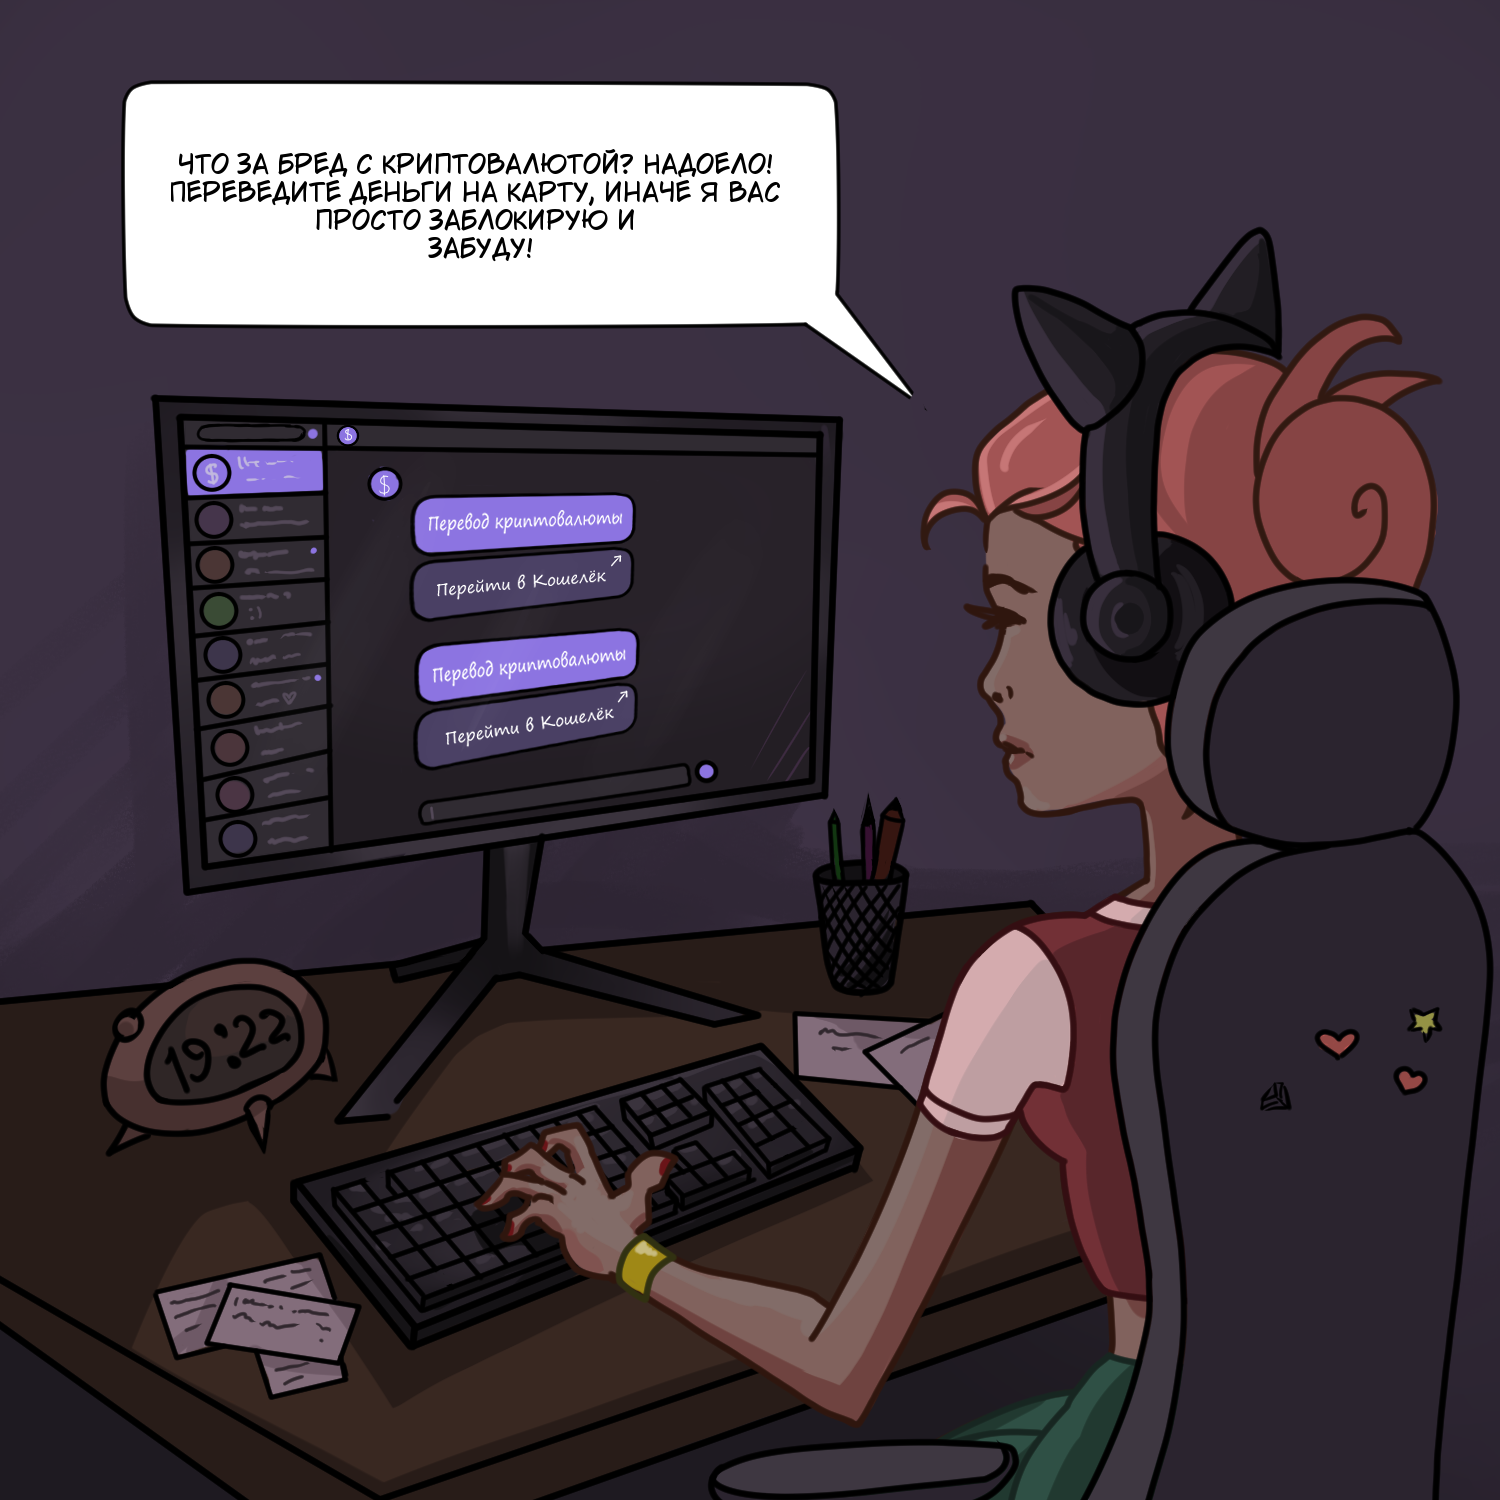 ЧТО ЗА БРЕД С КРИПТОВАЛЮТОЙ? НАДОЕЛО!
ПЕРЕВЕДИТЕ ДЕНЬГИ НА КАРТУ, ИНАЧЕ Я ВАС
ПРОСТО ЗАБЛОКИРУЮ И
ЗАБУДУ!
$
$
$
Перевод криптовалюты
Перейти в Кошелёк
:)
Перевод криптовалюты
Перейти в Кошелёк
19:22